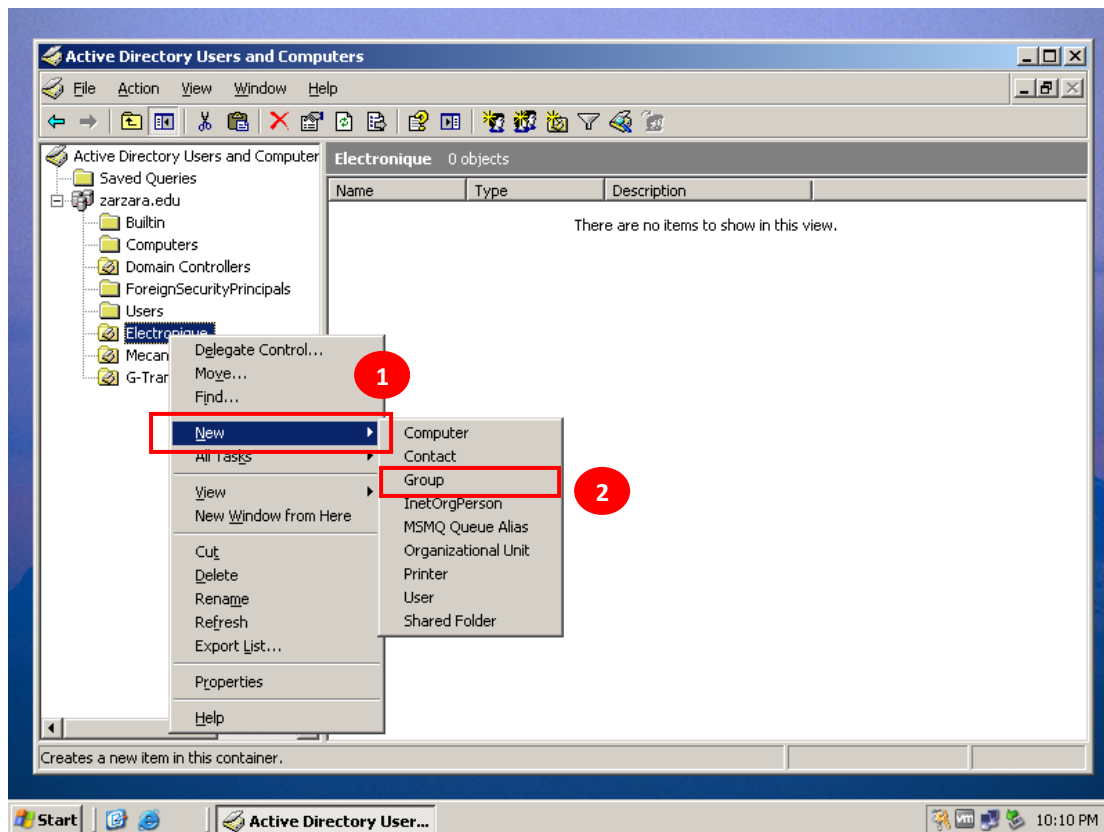 Active Directory Users and Computers
File Action View Window Help
Active Directory Users and Computer
Saved Queries
zarzara.edu
Builtin
Computers
Domain Controllers
ForeignSecurityPrincipals
Users
Electronique
Mecan
G-Tran
Electronique 0 objects
Name Type Description
There are no items to show in this view.
Delegate Control...
Move...
Find...
New
All Tasks
View
New Window from Here
Cut
Delete
Rename
Refresh
Export List...
Properties
Help
1
Computer
Contact
Group
InetOrgPerson
MSMQ Queue Alias
Organizational Unit
Printer
User
Shared Folder
2
Creates a new item in this container.
Start
Active Directory User...
vm
10:10 PM